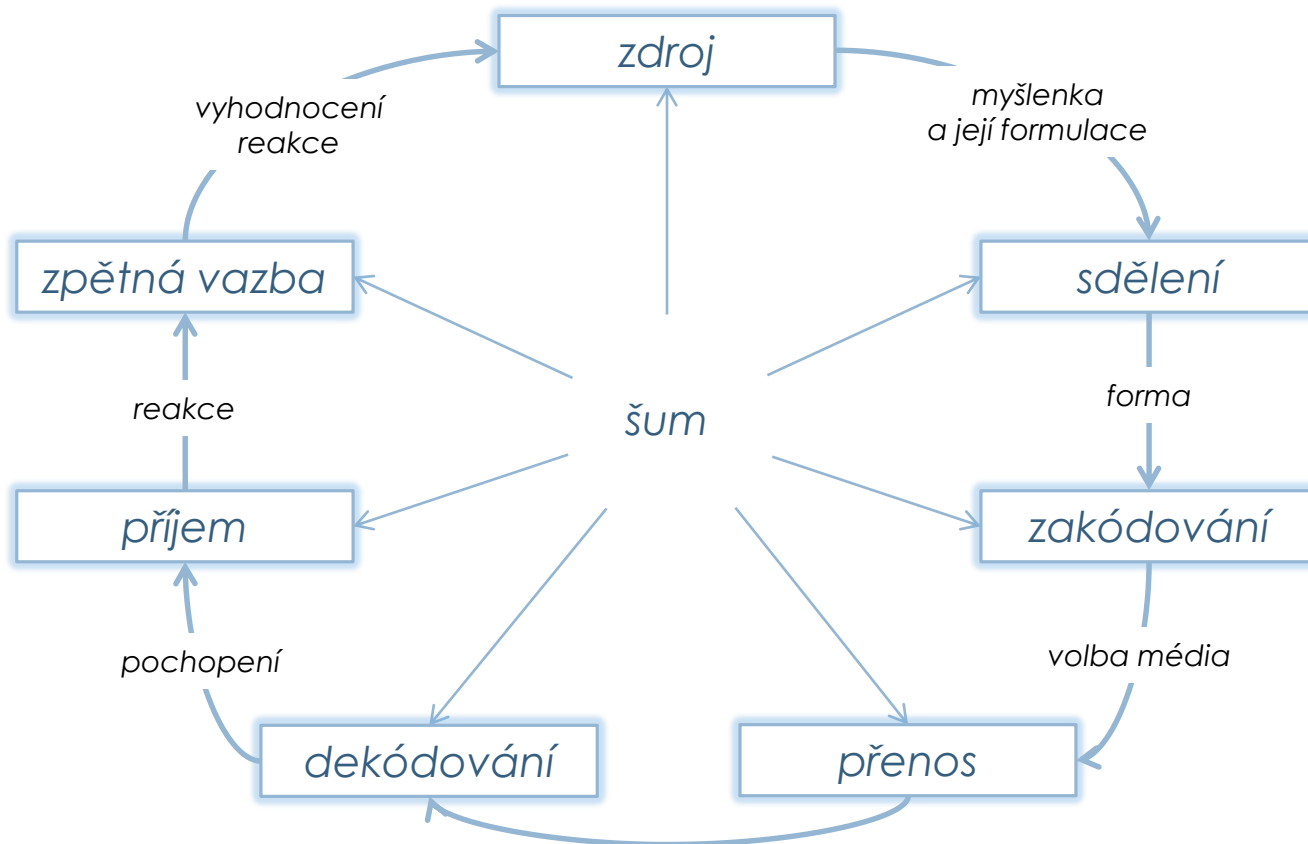 zdroj
myšlenka
a její formulace
vyhodnocení
reakce
zpětná vazba
sdělení
reakce
forma
šum
příjem
zakódování
pochopení
volba média
dekódování
přenos